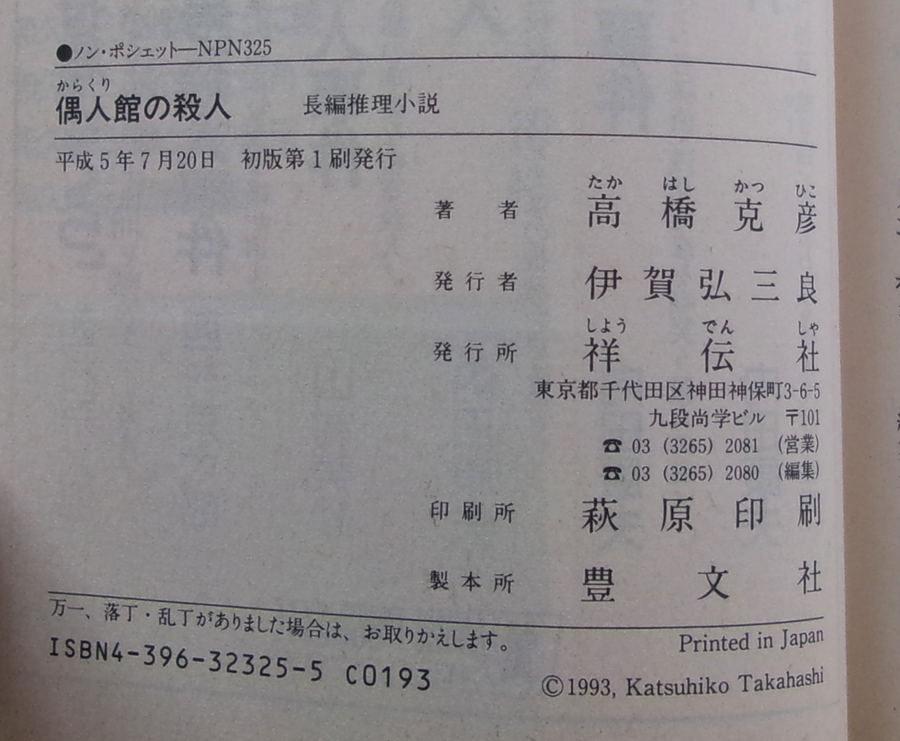 ●ノン・ポシェット―NPN325
からくり
偶人館の殺人　長編推理小説
平成5年7月20日　初版第1刷発行
たか はし かつ ひこ
著者　高橋克彦
発行者　伊賀弘三良
しよう でん しや
発行所　祥伝社
東京都千代田区神田神保町3-6-5
九段尚学ビル　〒101
☎ 03 (3265) 2081 (営業)
☎ 03 (3265) 2080 (編集)
印刷所　萩原印刷
製本所　豊文社
万一、落丁・乱丁がありました場合は、お取りかえします。
Printed in Japan
ISBN4-396-32325-5 C0193
©1993, Katsuhiko Takahashi